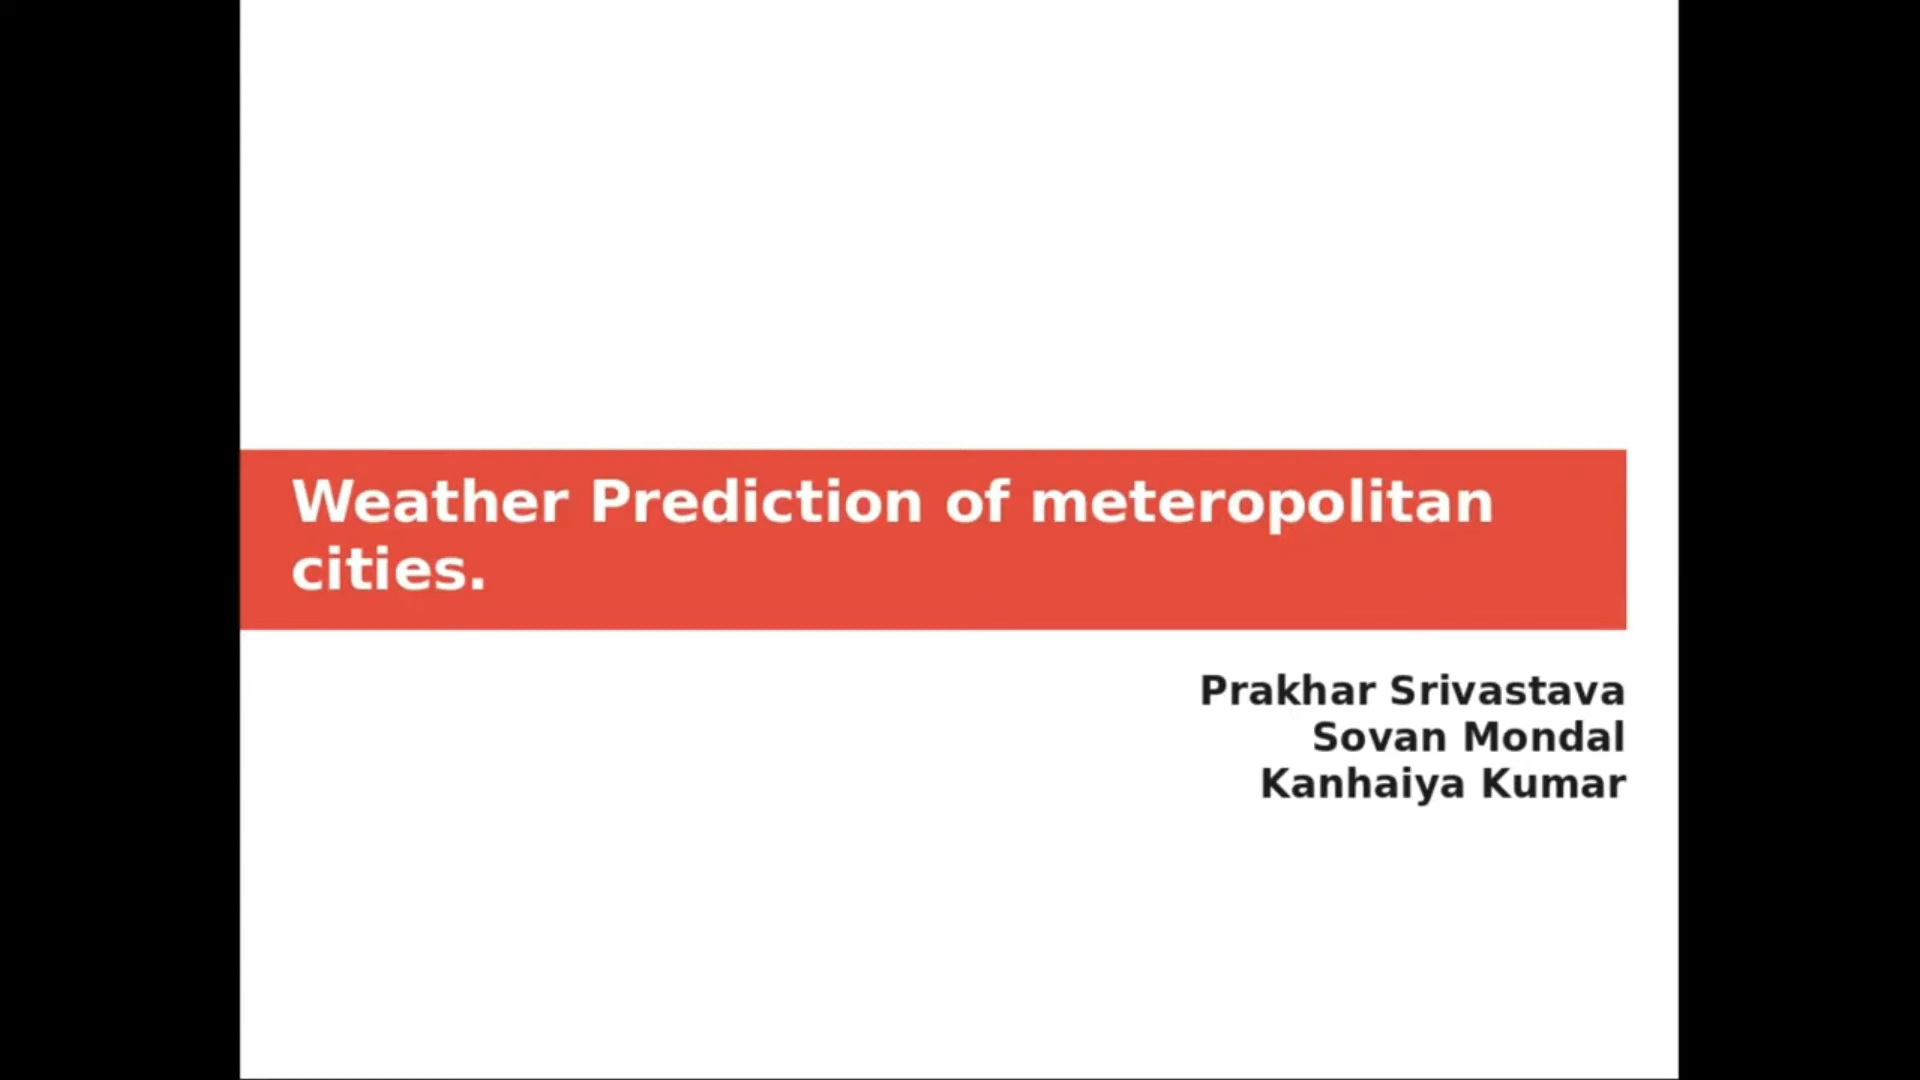 Weather Prediction of meteropolitan
cities.
Prakhar Srivastava
Sovan Mondal
Kanhaiya Kumar